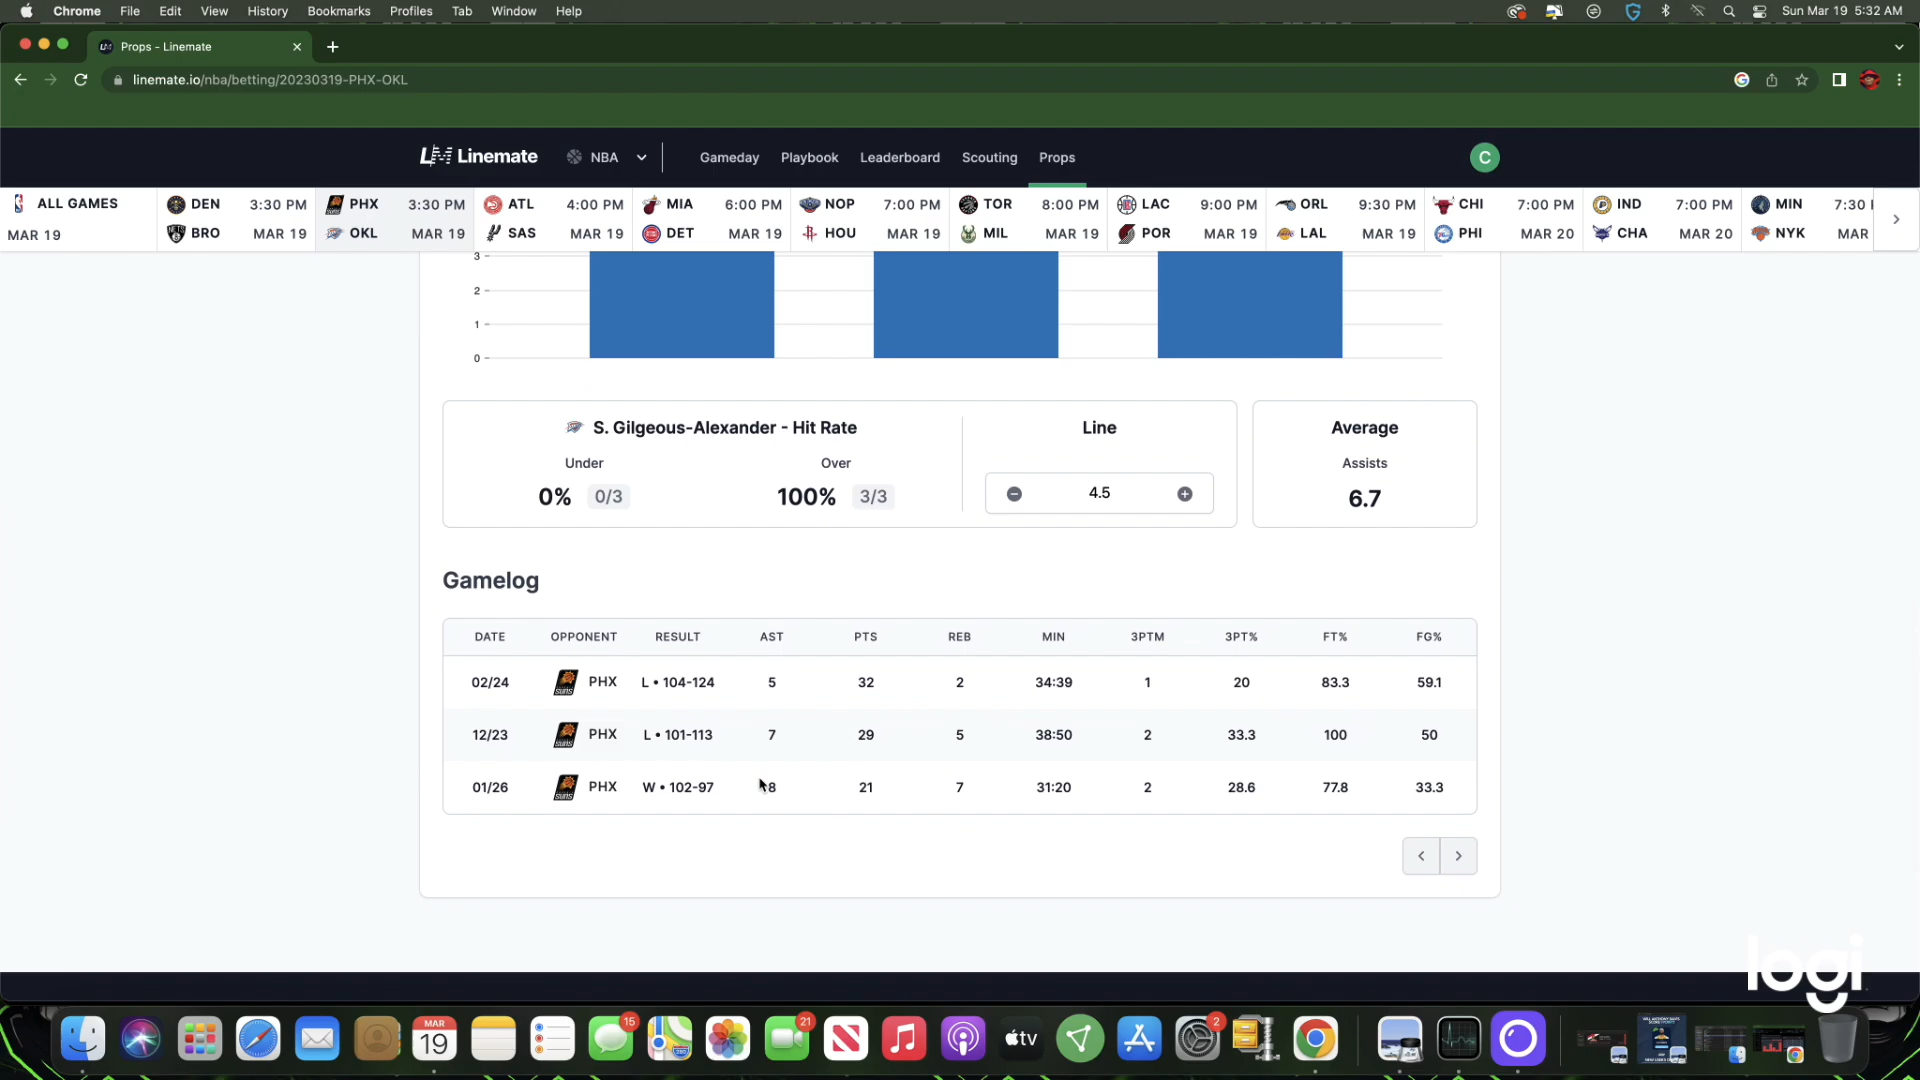 Chrome File Edit View History Bookmarks Profiles Tab Window Help Sun Mar 19 5:32 AM
Props - Linemate
linemate.io/nba/betting/20230319-PHX-OKL
Linemate NBA Gameday Playbook Leaderboard Scouting Props C
ALL GAMES DEN 3:30 PM PHX 3:30 PM ATL 4:00 PM MIA 6:00 PM NOP 7:00 PM TOR 8:00 PM LAC 9:00 PM ORL 9:30 PM CHI 7:00 PM IND 7:00 PM MIN 7:30
MAR 19 BRO MAR 19 OKL MAR 19 SAS MAR 19 DET MAR 19 HOU MAR 19 MIL MAR 19 POR MAR 19 LAL MAR 19 PHI MAR 20 CHA MAR 20 NYK MAR
3
2
1
0
S. Gilgeous-Alexander - Hit Rate Line Average
Under Over Assists
0% 0/3 100% 3/3 4.5 6.7
Gamelog
DATE OPPONENT RESULT AST PTS REB MIN 3PTM 3PT% FT% FG%
02/24 PHX L • 104-124 5 32 2 34:39 1 20 83.3 59.1
12/23 PHX L • 101-113 7 29 5 38:50 2 33.3 100 50
01/26 PHX W • 102-97 8 21 7 31:20 2 28.6 77.8 33.3
logi
15 21 2
MAR
19
tv